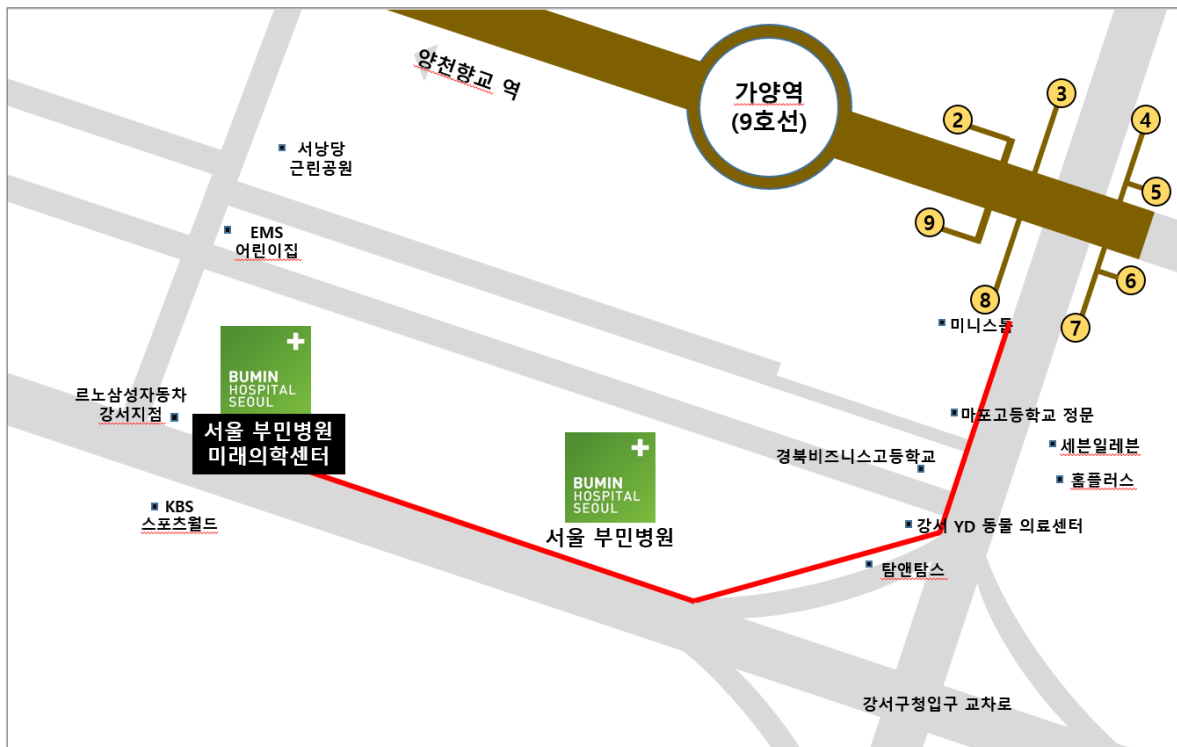 양천향교 역
가양역
(9호선)
3
2
4
5
9
6
8
7
서낭당
근린공원
EMS
어린이집
미니스톱
BUMIN
HOSPITAL
SEOUL
르노삼성자동차
강서지점
서울 부민병원
미래의학센터
마포고등학교 정문
세븐일레븐
홈플러스
경북비즈니스고등학교
BUMIN
HOSPITAL
SEOUL
서울 부민병원
KBS
스포츠월드
강서 YD 동물 의료센터
탐앤탐스
강서구청입구 교차로